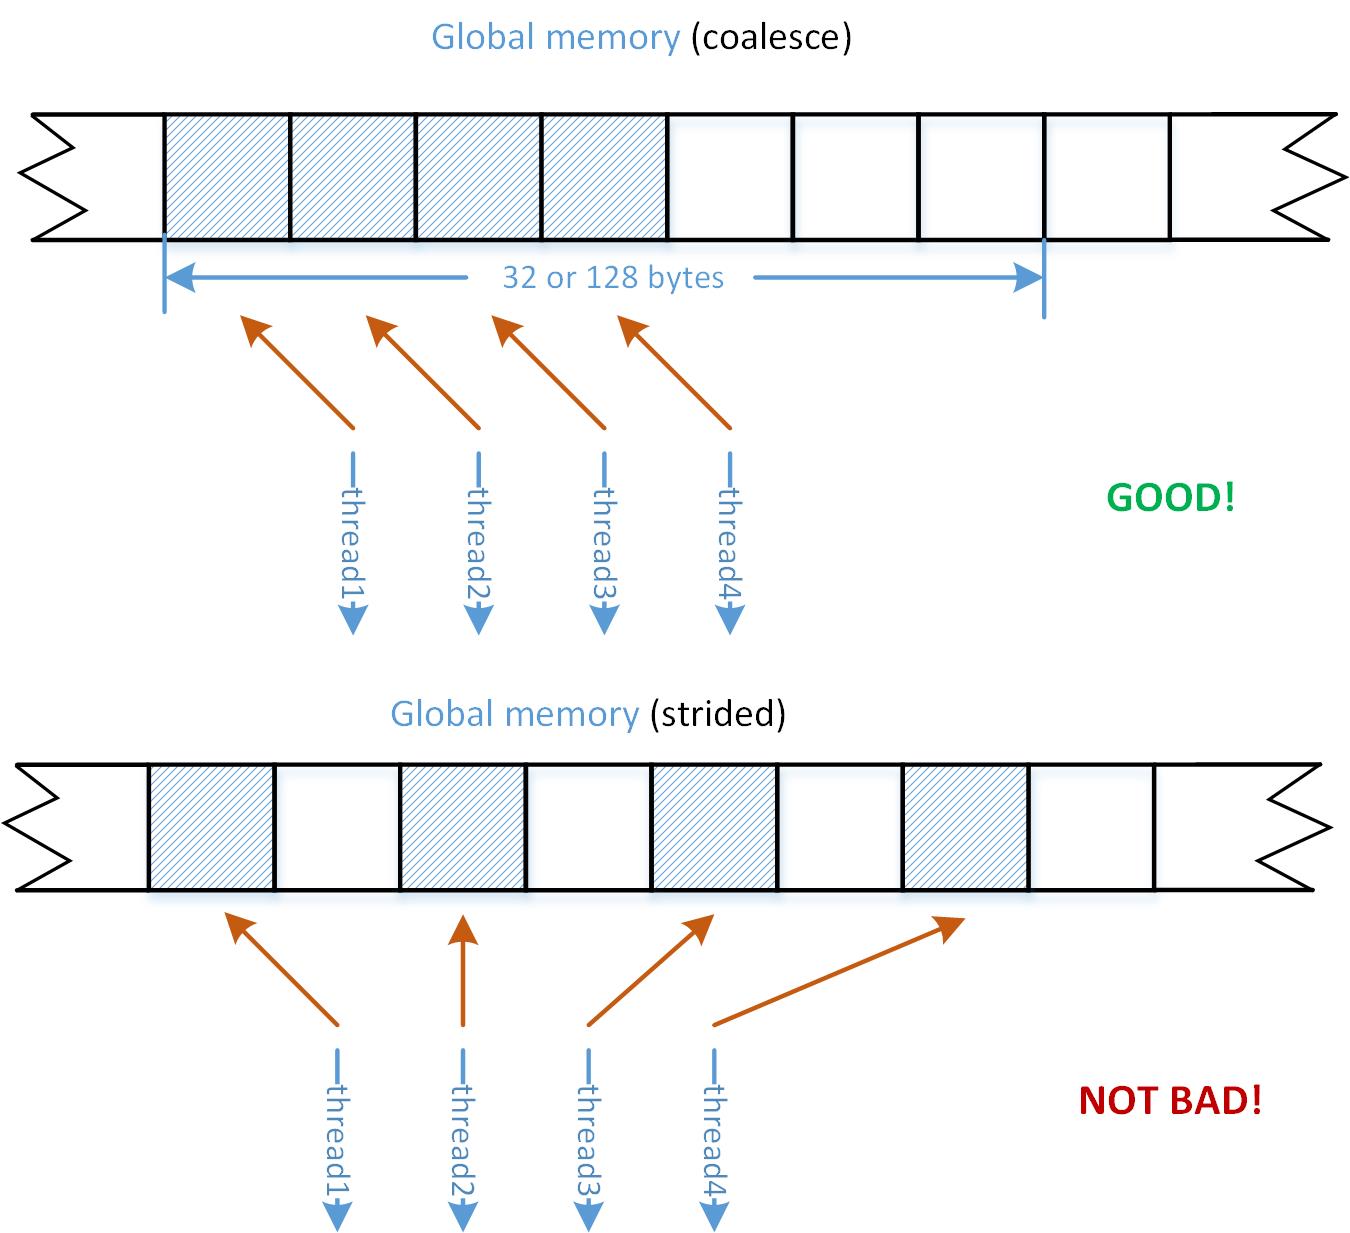 Global memory (coalesce)
32 or 128 bytes
thread1
thread2
thread3
thread4
GOOD!
Global memory (strided)
thread1
thread2
thread3
thread4
NOT BAD!